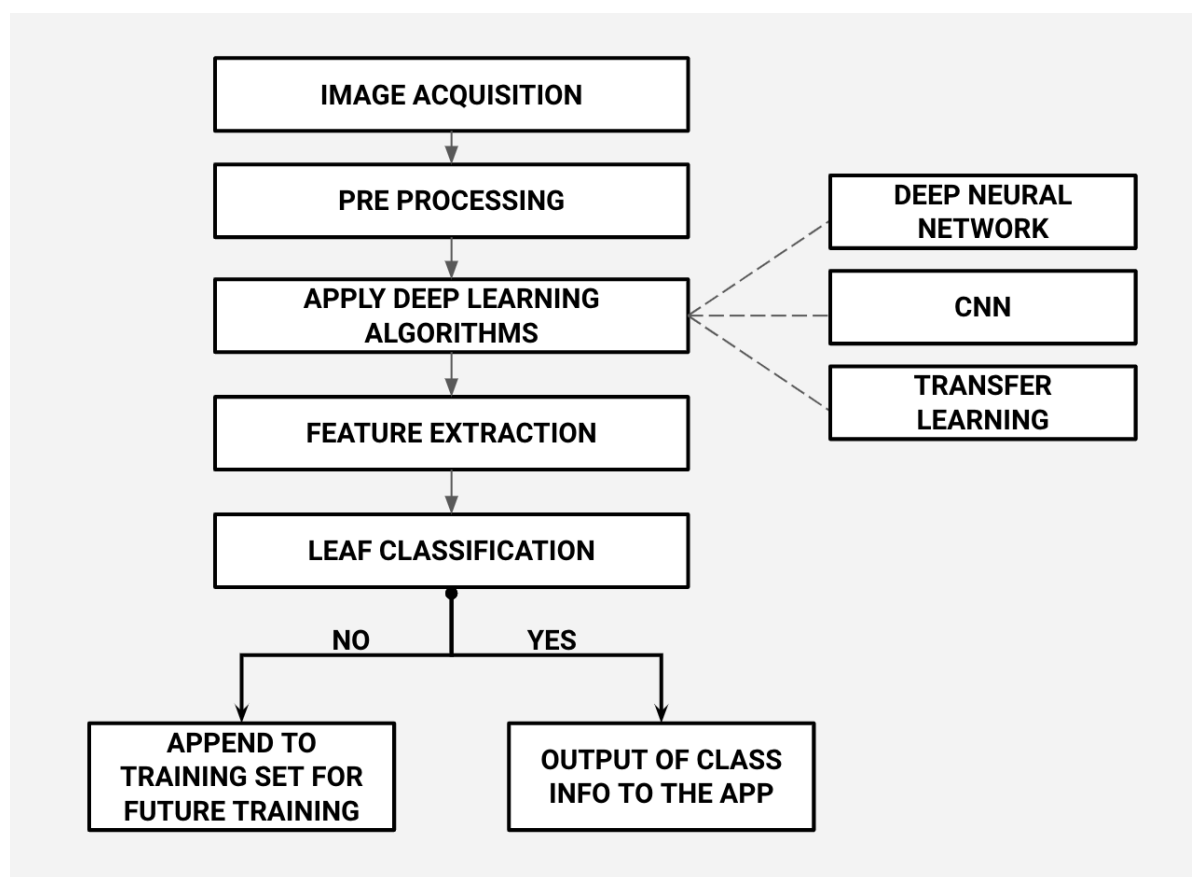 IMAGE ACQUISITION
PRE PROCESSING
APPLY DEEP LEARNING
ALGORITHMS
DEEP NEURAL
NETWORK
CNN
TRANSFER
LEARNING
FEATURE EXTRACTION
LEAF CLASSIFICATION
NO
YES
APPEND TO
TRAINING SET FOR
FUTURE TRAINING
OUTPUT OF CLASS
INFO TO THE APP